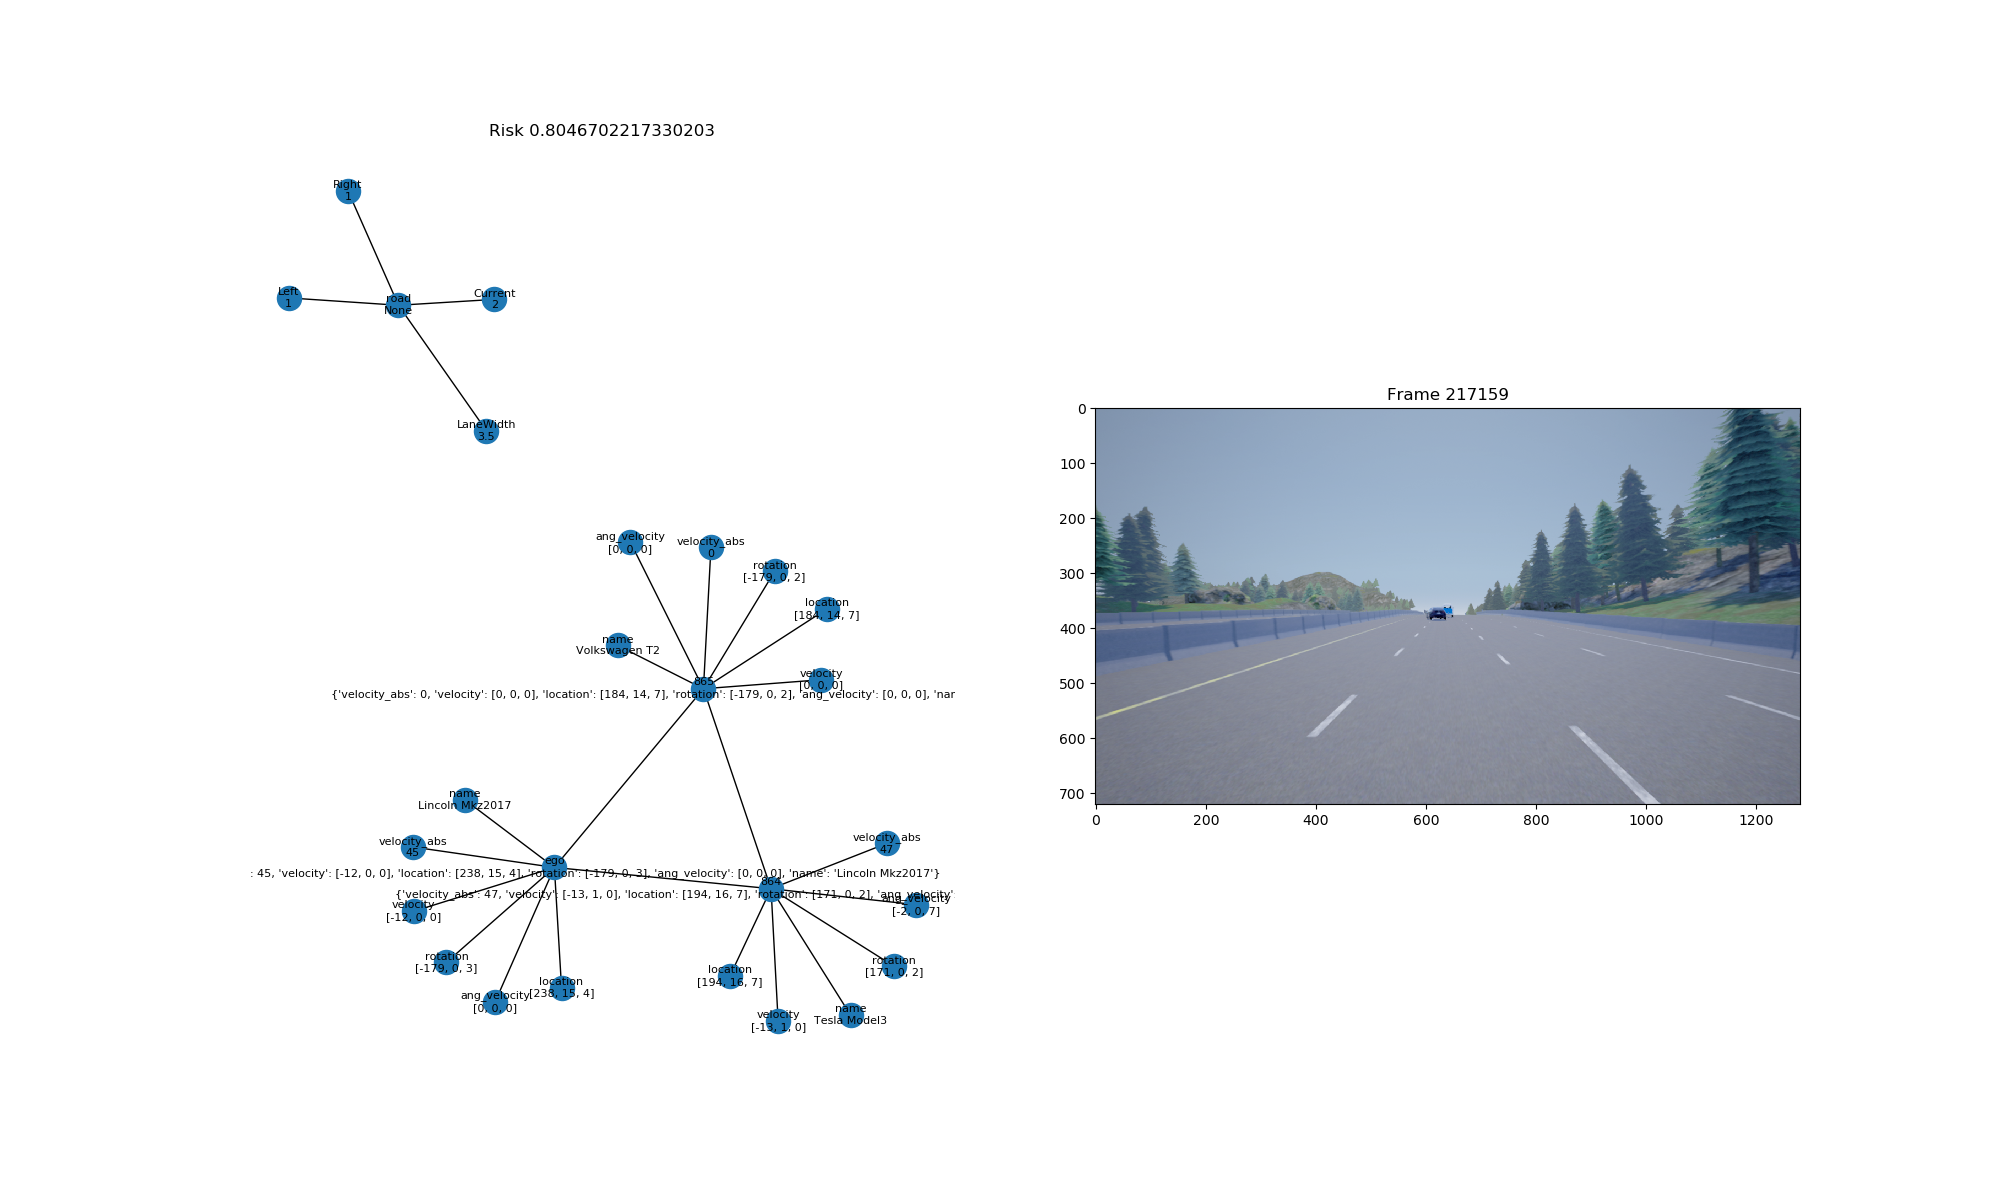 Risk 0.8046702217330203
Right
1
Left
1
road
None
Current
2
LaneWidth
3.5
ang_velocity
[0, 0, 0]
velocity_abs
0
rotation
[-179, 0, 2]
location
[184, 14, 7]
name
Volkswagen T2
velocity
[0, 0, 0]
865
{'velocity_abs': 0, 'velocity': [0, 0, 0], 'location': [184, 14, 7], 'rotation': [-179, 0, 2], 'ang_velocity': [0, 0, 0], 'nar
name
Lincoln Mkz2017
velocity_abs
45
velocity_abs
47
ego
: 45, 'velocity': [-12, 0, 0], 'location': [238, 15, 4], 'rotation': [-179, 0, 3], 'ang_velocity': [0, 0, 0], 'name': 'Lincoln Mkz2017'}
864
{'velocity_abs': 47, 'velocity': [-13, 1, 0], 'location': [194, 16, 7], 'rotation': [171, 0, 2], 'ang_velocity':
velocity
[-12, 0, 0]
ang_velocity
[-2, 0, 7]
rotation
[-179, 0, 3]
rotation
[171, 0, 2]
location
[194, 16, 7]
location
[238, 15, 4]
ang_velocity
[0, 0, 0]
name
Tesla Model3
velocity
[-13, 1, 0]
Frame 217159
0
100
200
300
400
500
600
700
0 200 400 600 800 1000 1200